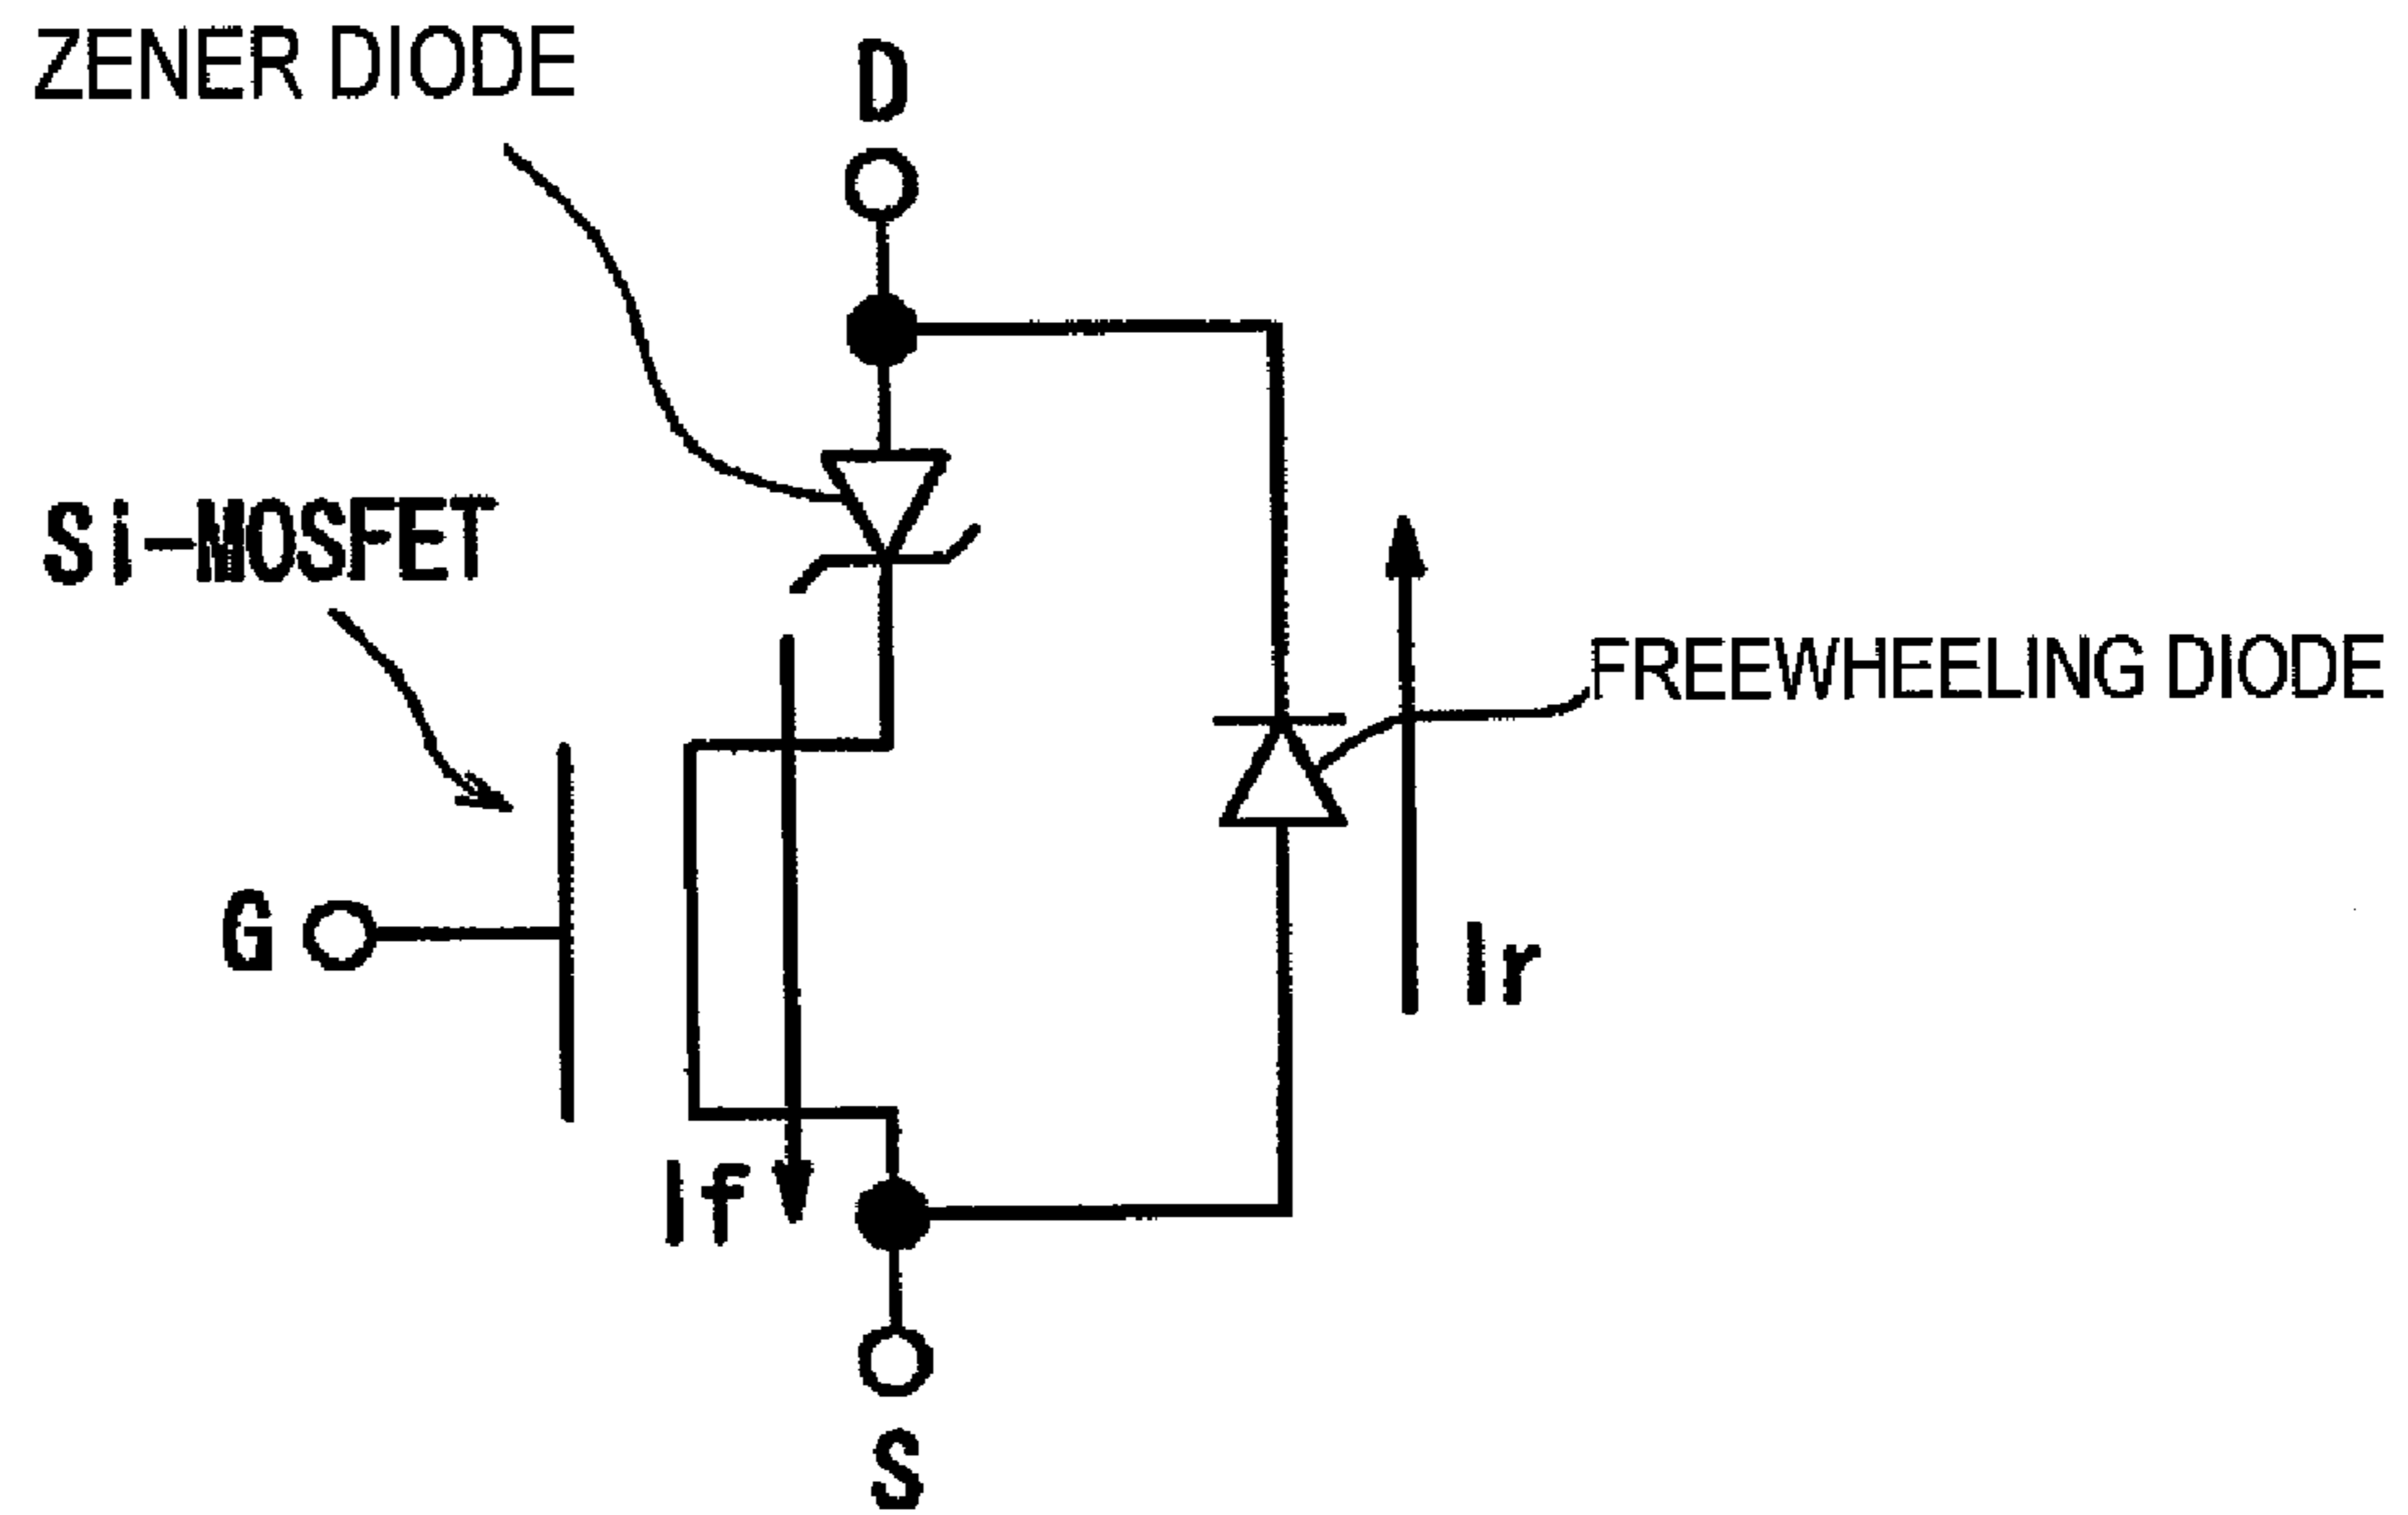 ZENER DIODE
D
Si-MOSFET
FREEWHEELING DIODE
G
Ir
If
S